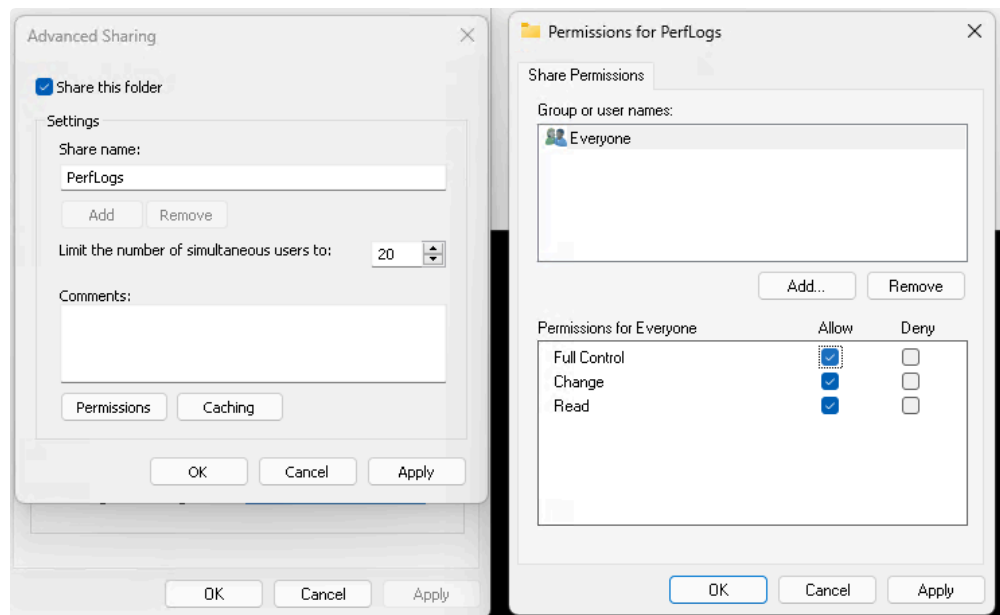 Advanced Sharing
Share this folder
Settings
Share name:
PerfLogs
Add Remove
Limit the number of simultaneous users to: 20
Comments:
Permissions Caching
OK Cancel Apply
OK Cancel Apply
Permissions for PerfLogs
Share Permissions
Group or user names:
Everyone
Add... Remove
Permissions for Everyone Allow Deny
Full Control
Change
Read
OK Cancel Apply